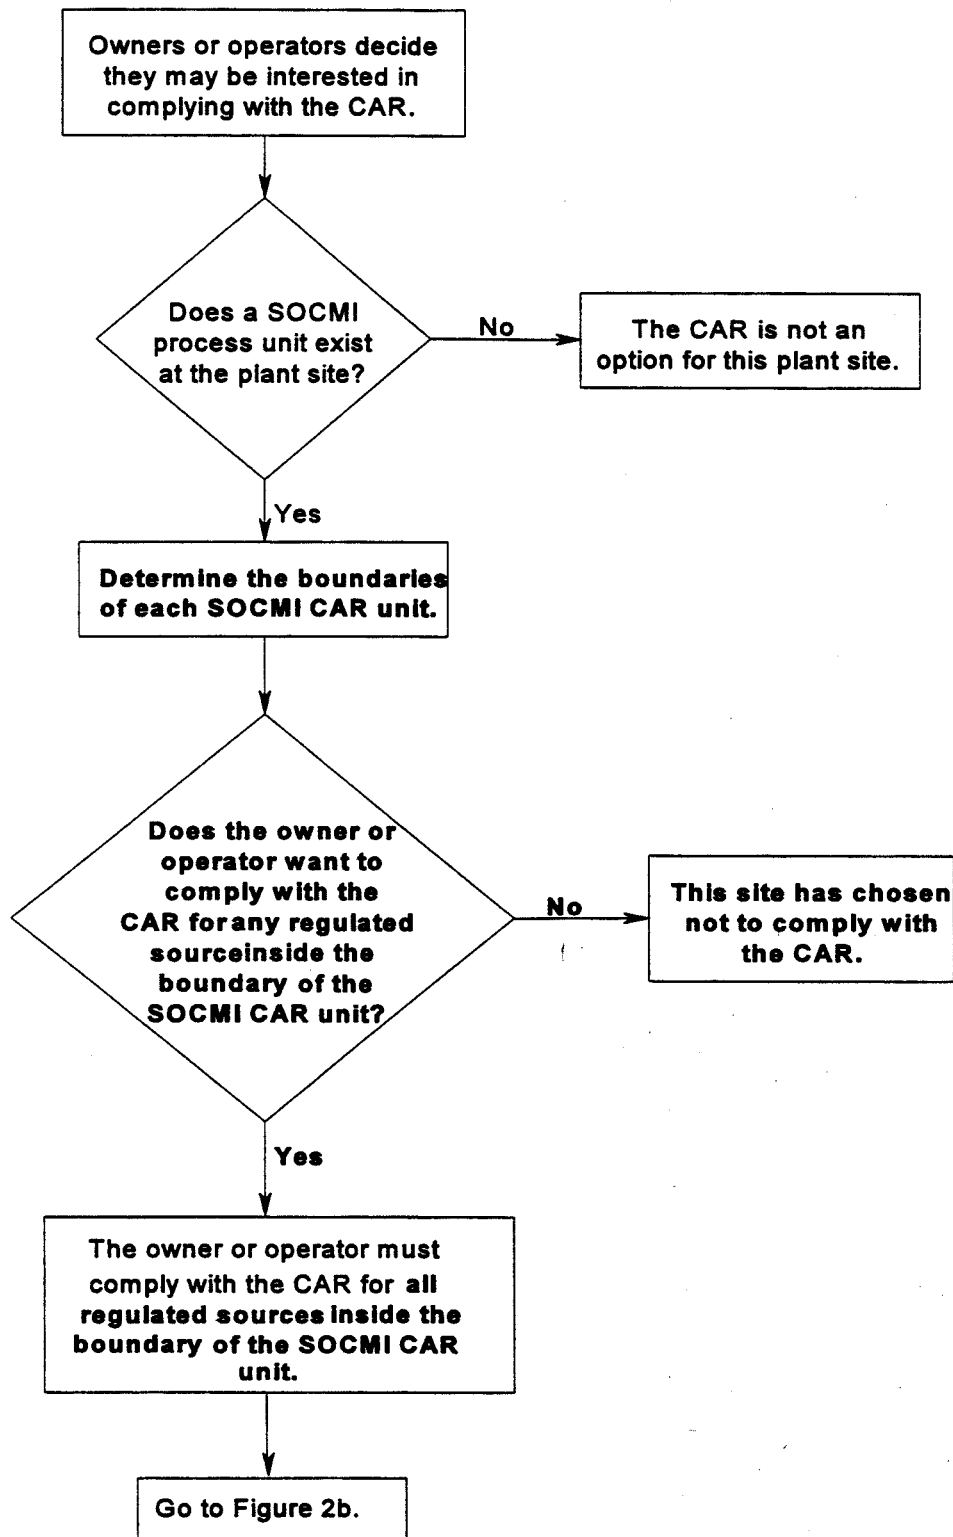 Owners or operators decide
they may be interested in
complying with the CAR.
Does a SOCMI
process unit exist
at the plant site?
No
The CAR is not an
option for this plant site.
Yes
Determine the boundaries
of each SOCMI CAR unit.
Does the owner or
operator want to
comply with the
CAR for any regulated
sourceinside the
boundary of the
SOCMI CAR unit?
No
This site has chosen
not to comply with
the CAR.
Yes
The owner or operator must
comply with the CAR for all
regulated sources inside the
boundary of the SOCMI CAR
unit.
Go to Figure 2b.